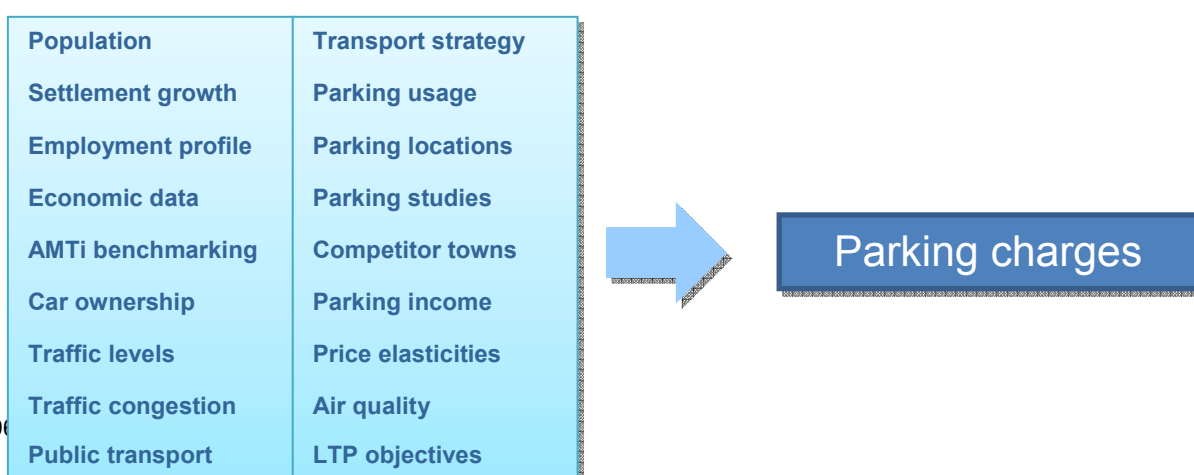 Population Transport strategy
Settlement growth Parking usage
Employment profile Parking locations
Economic data Parking studies
AMTi benchmarking Competitor towns
Car ownership Parking income
Traffic levels Price elasticities
Traffic congestion Air quality
Public transport LTP objectives
Parking charges